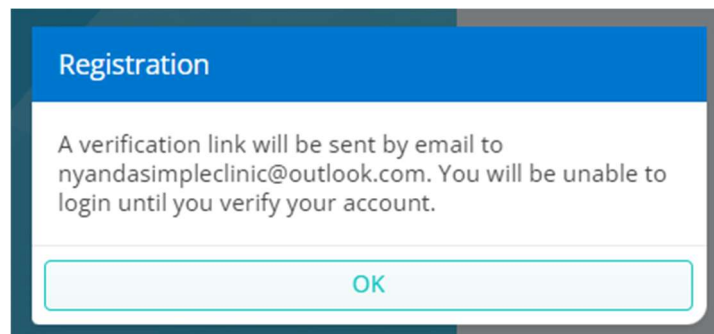 Registration
A verification link will be sent by email to
nyandasimpleclinic@outlook.com. You will be unable to
login until you verify your account.
OK